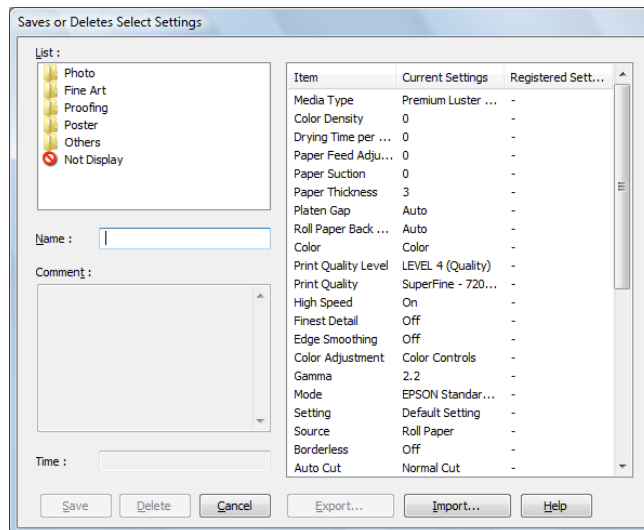 Saves or Deletes Select Settings
List :
Photo
Fine Art
Proofing
Poster
Others
Not Display
Name :
Comment :
Time :
Item Current Settings Registered Sett...
Media Type Premium Luster ... -
Color Density 0 -
Drying Time per ... 0 -
Paper Feed Adju... 0 -
Paper Suction 0 -
Paper Thickness 3 -
Platen Gap Auto -
Roll Paper Back ... Auto -
Color Color -
Print Quality Level LEVEL 4 (Quality) -
Print Quality SuperFine - 720... -
High Speed On -
Finest Detail Off -
Edge Smoothing Off -
Color Adjustment Color Controls -
Gamma 2.2 -
Mode EPSON Standar... -
Setting Default Setting -
Source Roll Paper -
Borderless Off -
Auto Cut Normal Cut -
Save Delete Cancel Export... Import... Help